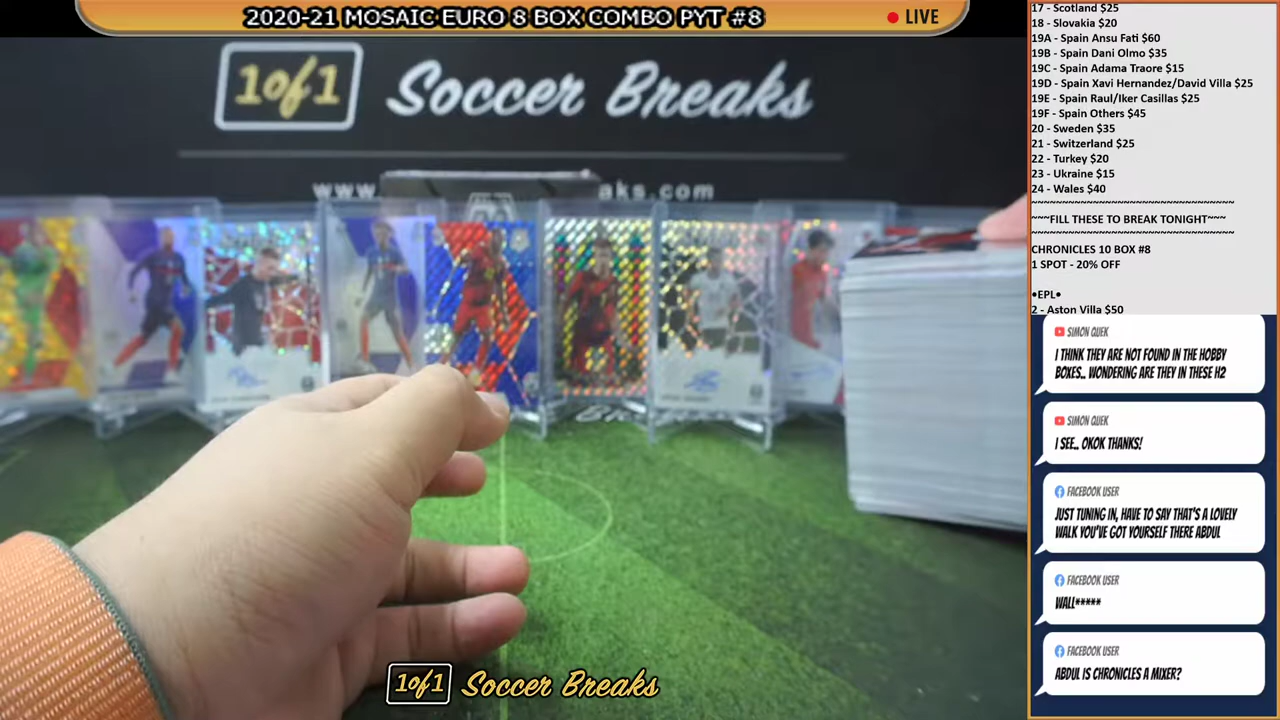 2020-21 MOSAIC EURO 8 BOX COMBO PYT #8
LIVE
1of1 Soccer Breaks
www. aks.com
1of1 Soccer Breaks
17 - Scotland $25
18 - Slovakia $20
19A - Spain Ansu Fati $60
19B - Spain Dani Olmo $35
19C - Spain Adama Traore $15
19D - Spain Xavi Hernandez/David Villa $25
19E - Spain Raul/Iker Casillas $25
19F - Spain Others $45
20 - Sweden $35
21 - Switzerland $25
22 - Turkey $20
23 - Ukraine $15
24 - Wales $40
~~~~~~~~~~~~~~~~~~~~~~~~~~~~~
~~~FILL THESE TO BREAK TONIGHT~~~
~~~~~~~~~~~~~~~~~~~~~~~~~~~~~
CHRONICLES 10 BOX #8
1 SPOT - 20% OFF
•EPL•
2 - Aston Villa $50
SIMON QUEK
I THINK THEY ARE NOT FOUND IN THE HOBBY
BOXES.. WONDERING ARE THEY IN THESE H2
SIMON QUEK
I SEE.. OKOK THANKS!
FACEBOOK USER
JUST TUNING IN, HAVE TO SAY THAT'S A LOVELY
WALK YOU'VE GOT YOURSELF THERE ABDUL
FACEBOOK USER
WALL*****
FACEBOOK USER
ABDUL IS CHRONICLES A MIXER?